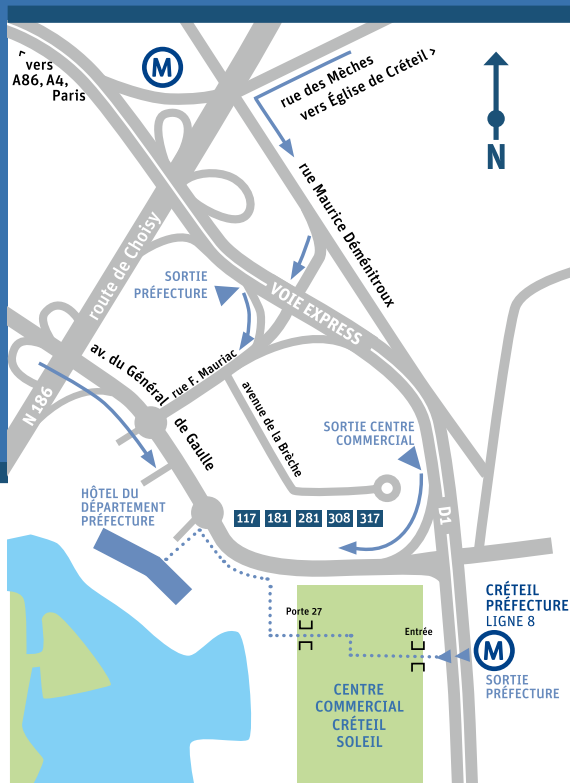 vers
A86, A4,
Paris
M
rue des Mèches
vers Église de Créteil >
N
rue Maurice Déménitroux
route de Choisy
SORTIE
PRÉFECTURE
VOIE EXPRESS
av. du Général
de Gaulle
rue F. Mauriac
avenue de la Brèche
N 186
SORTIE CENTRE
COMMERCIAL
HÔTEL DU
DÉPARTEMENT
PRÉFECTURE
117 181 281 308 317
D1
CRÉTEIL
PRÉFECTURE
LIGNE 8
M
SORTIE
PRÉFECTURE
Porte 27
Entrée
CENTRE
COMMERCIAL
CRÉTEIL
SOLEIL